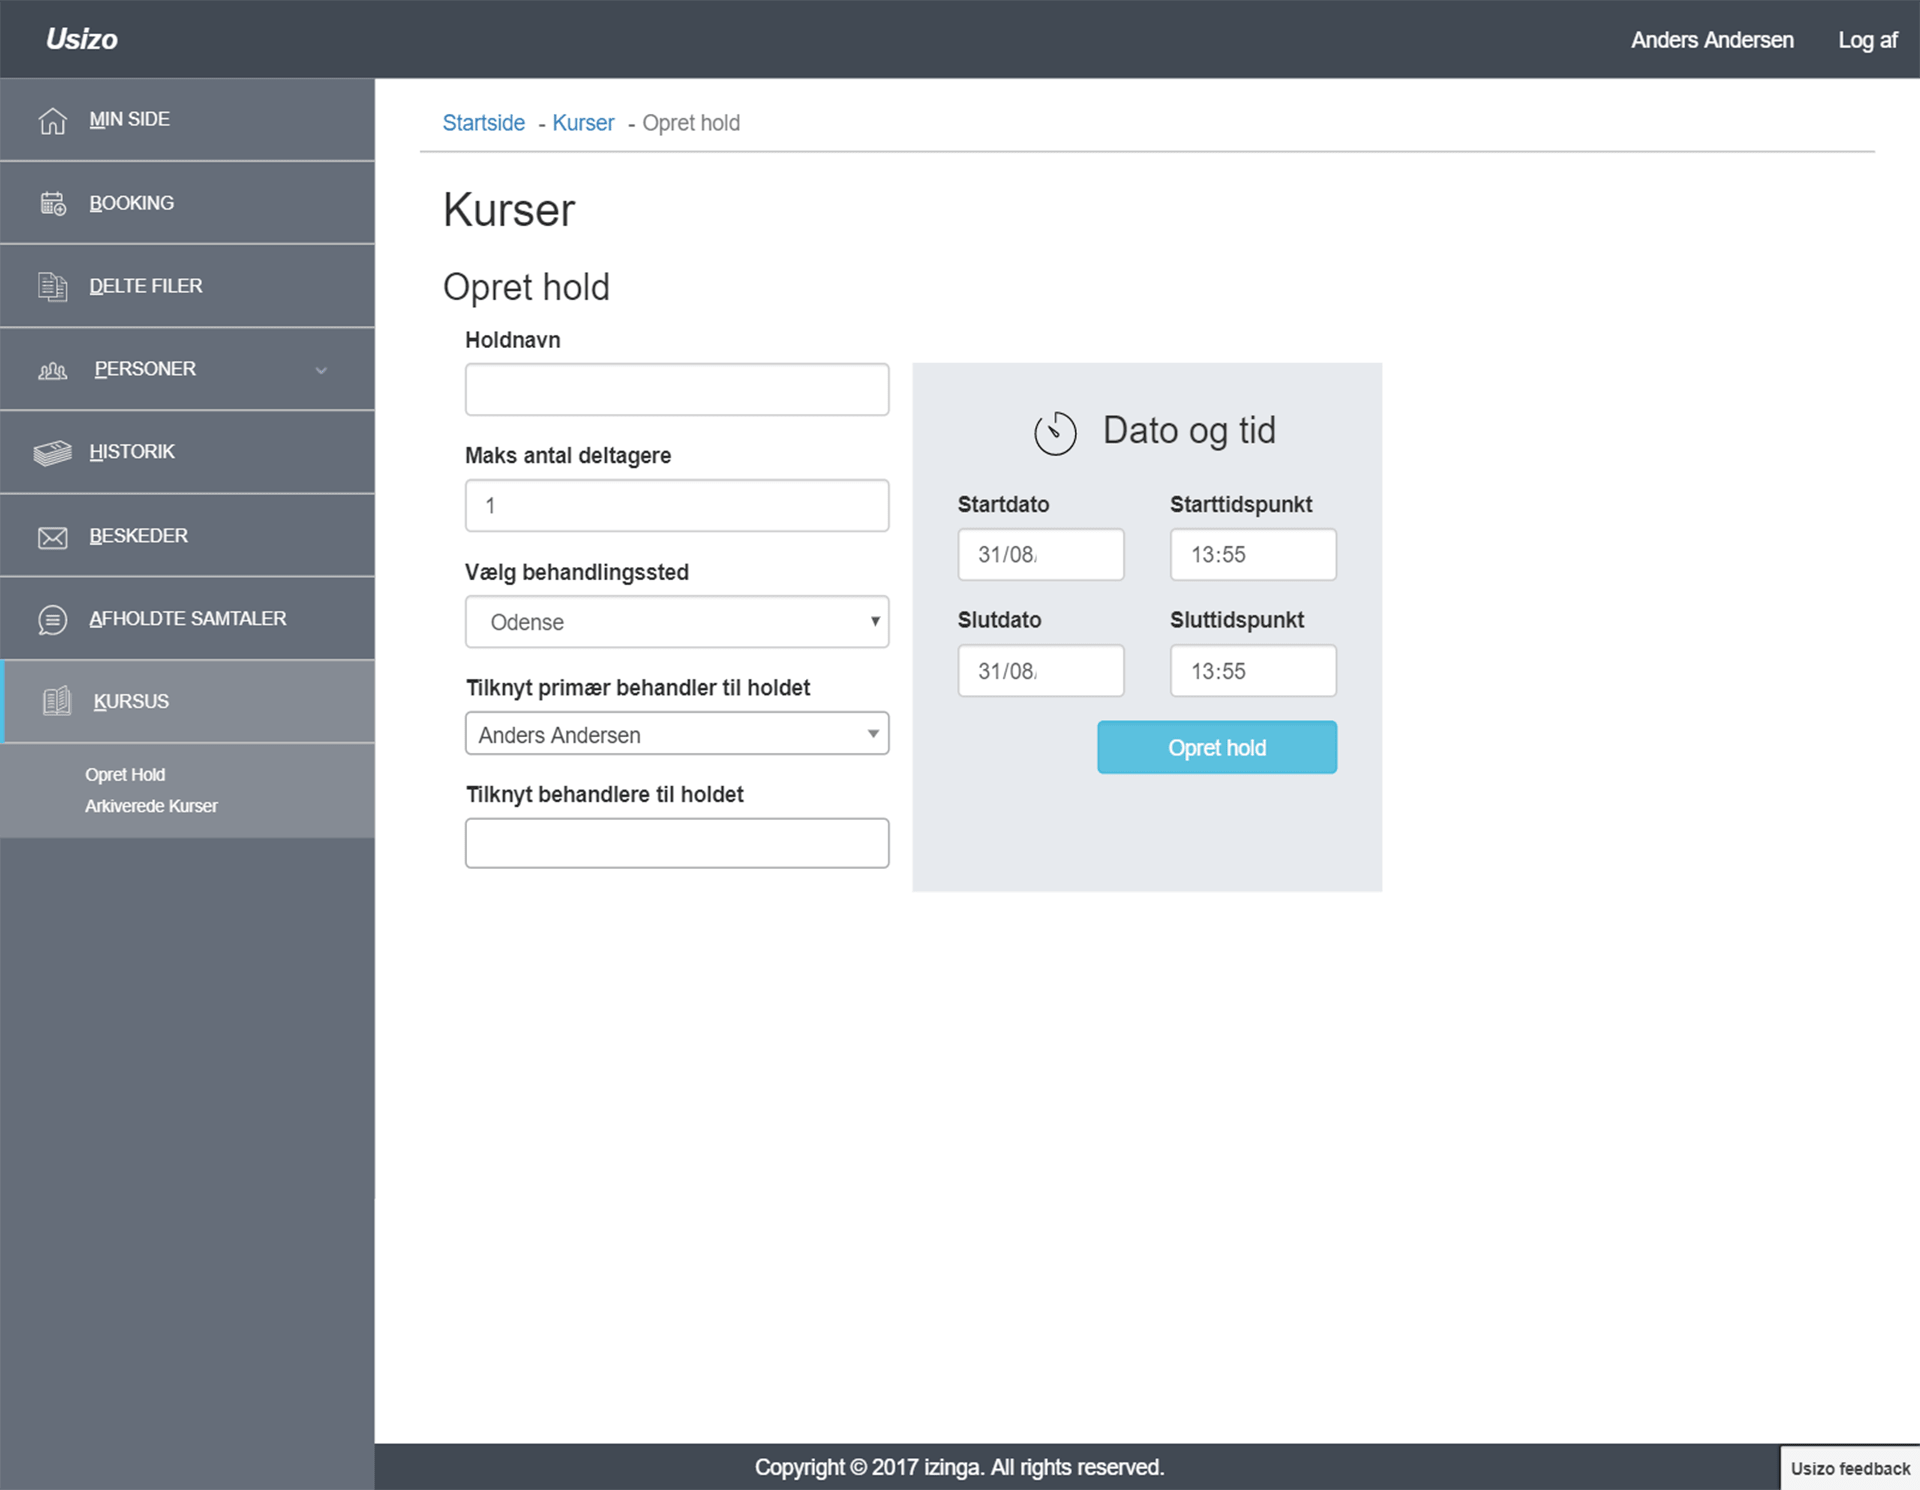 Usizo
Anders Andersen Log af
MIN SIDE
BOOKING
DELTE FILER
PERSONER
HISTORIK
BESKEDER
AFHOLDTE SAMTALER
KURSUS
Opret Hold
Arkiverede Kurser
Startside - Kurser - Opret hold
Kurser
Opret hold
Holdnavn
Maks antal deltagere
1
Vælg behandlingssted
Odense
Tilknyt primær behandler til holdet
Anders Andersen
Tilknyt behandlere til holdet
Dato og tid
Startdato Starttidspunkt
31/08/ 13:55
Slutdato Sluttidspunkt
31/08/ 13:55
Opret hold
Copyright © 2017 izinga. All rights reserved.
Usizo feedback